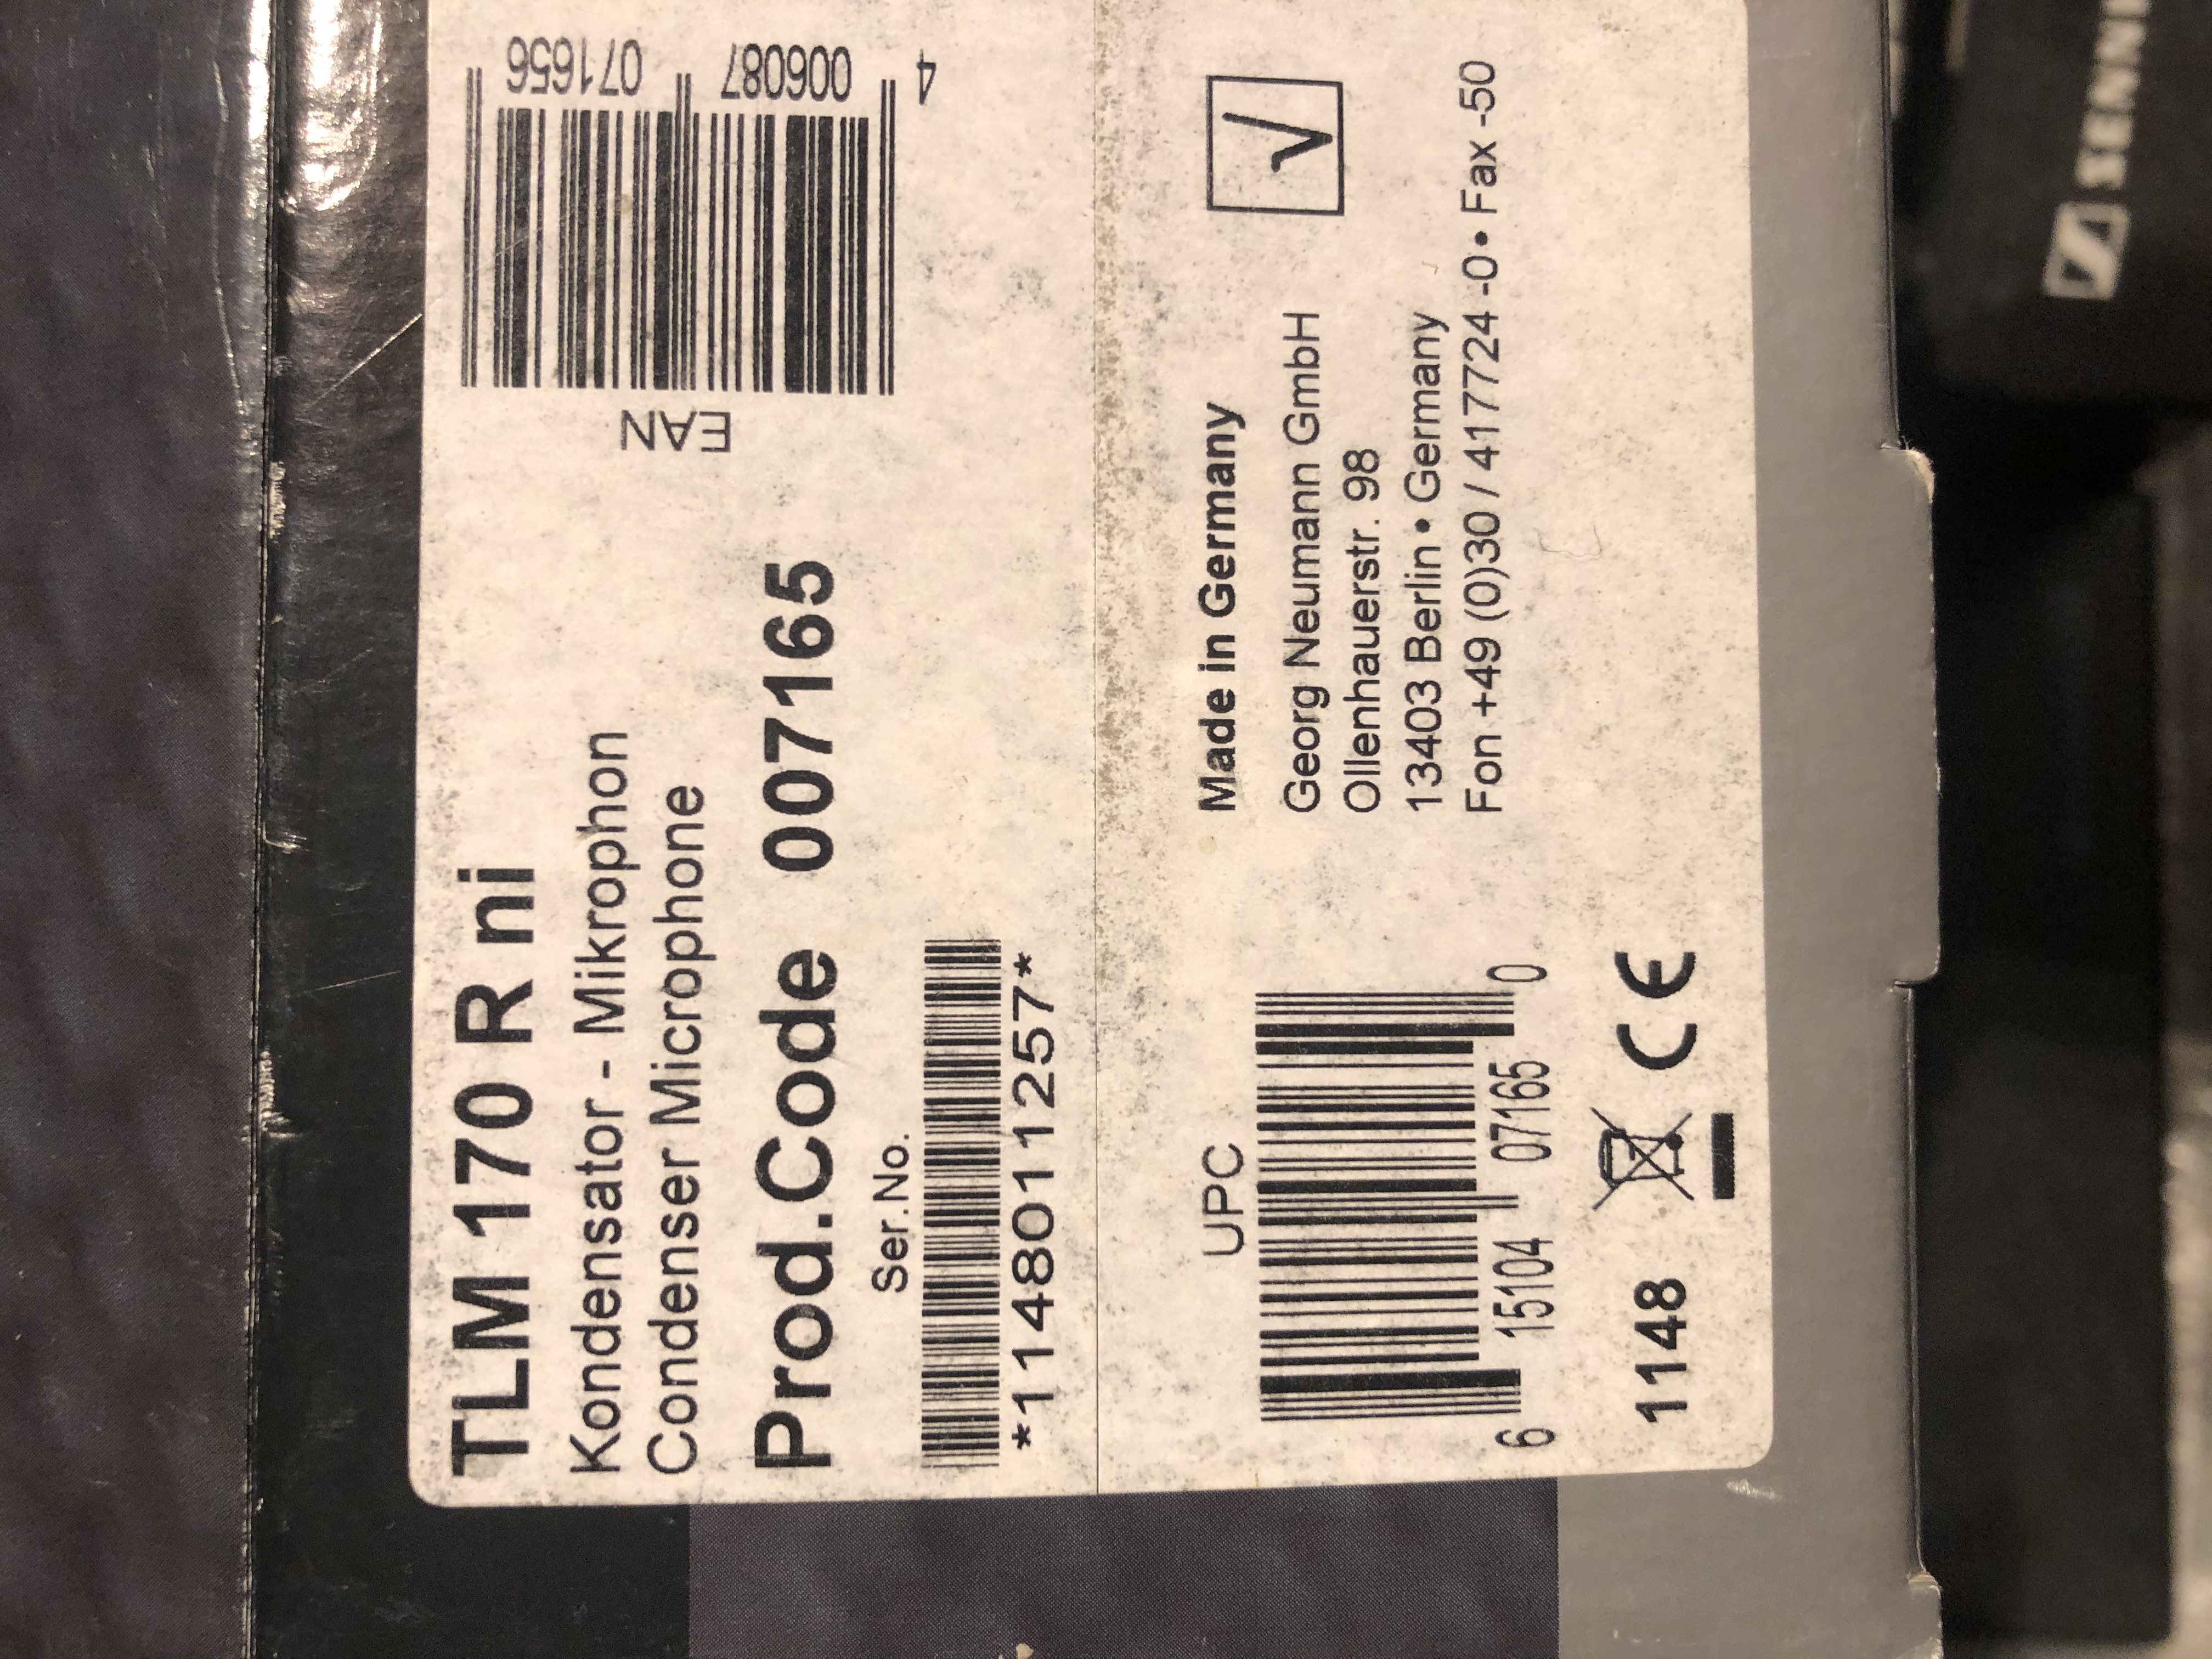 TLM 170 R ni
Kondensator - Mikrophon
Condenser Microphone
Prod.Code 007165
Ser.No.
*1148011257*
EAN
4 006087 071656
UPC
6 15104 07165 0
Made in Germany
Georg Neumann GmbH
Ollenhauerstr. 98
13403 Berlin • Germany
Fon +49 (0)30 / 417724 -0 • Fax -50
1148
CE